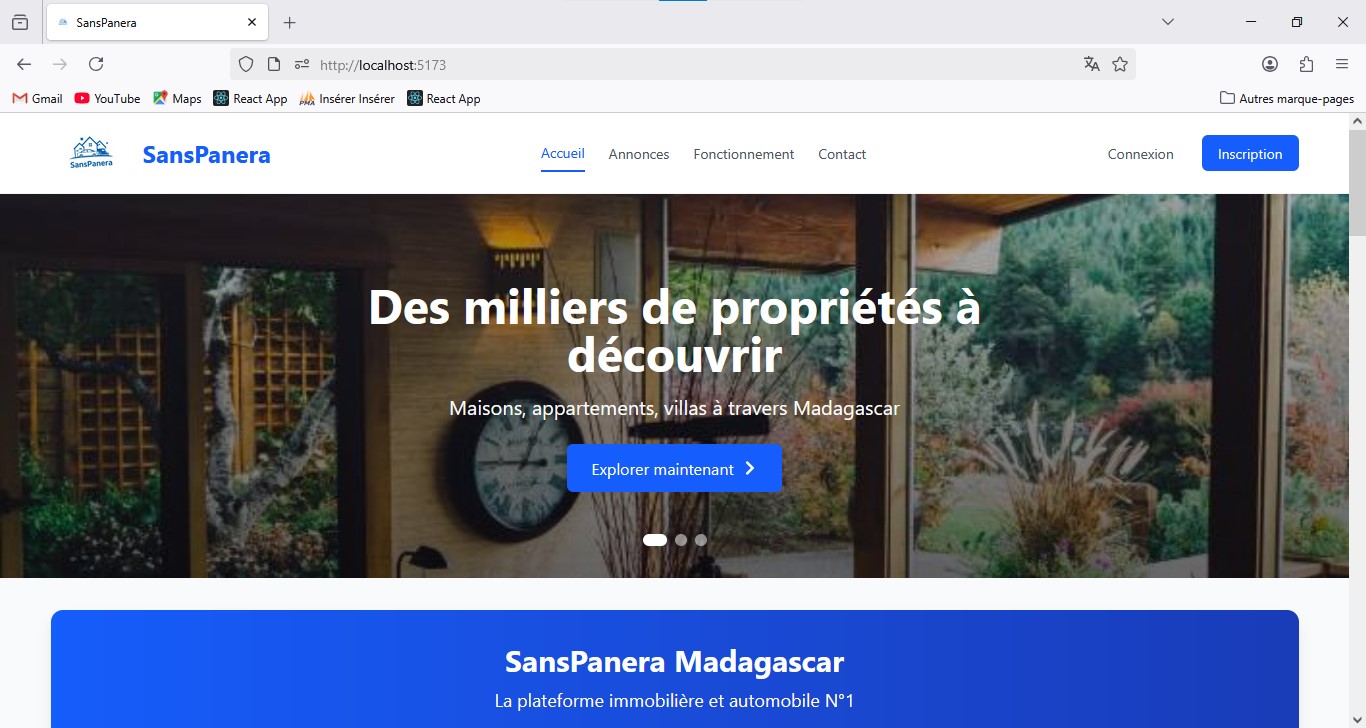 SansPanera
http://localhost:5173
Gmail
YouTube
Maps
React App
Insérer Insérer
React App
Autres marque-pages
SansPanera
SansPanera
Accueil
Annonces
Fonctionnement
Contact
Connexion
Inscription
Des milliers de propriétés à
découvrir
Maisons, appartements, villas à travers Madagascar
Explorer maintenant
SansPanera Madagascar
La plateforme immobilière et automobile N°1